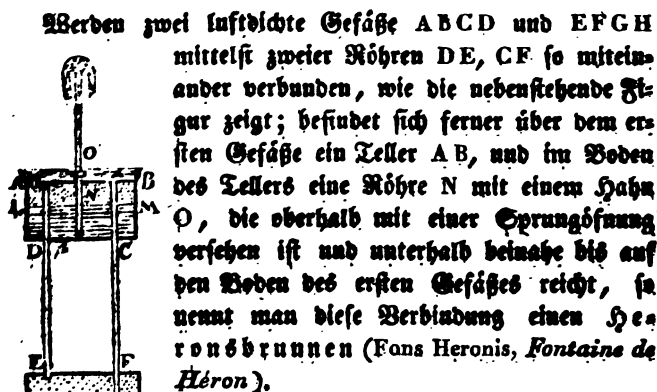 Werden zwei luftdichte Gefäße ABCD und EFGH
mittelst zweier Röhren DE, CF so mitein=
ander verbunden, wie die nebenstehende Fi=
gur zeigt; befindet sich ferner über dem er=
sten Gefäße ein Teller AB, und im Boden
des Tellers eine Röhre N mit einem Hahn
O, die oberhalb mit einer Sprungöfnung
versehen ist und unterhalb beinahe bis auf
den Boden des ersten Gefäßes reicht, so
nennt man diese Verbindung einen He=
ronsbrunnen (Fons Heronis, Fontaine de
Héron).
O
B
N
L M
D C
E F